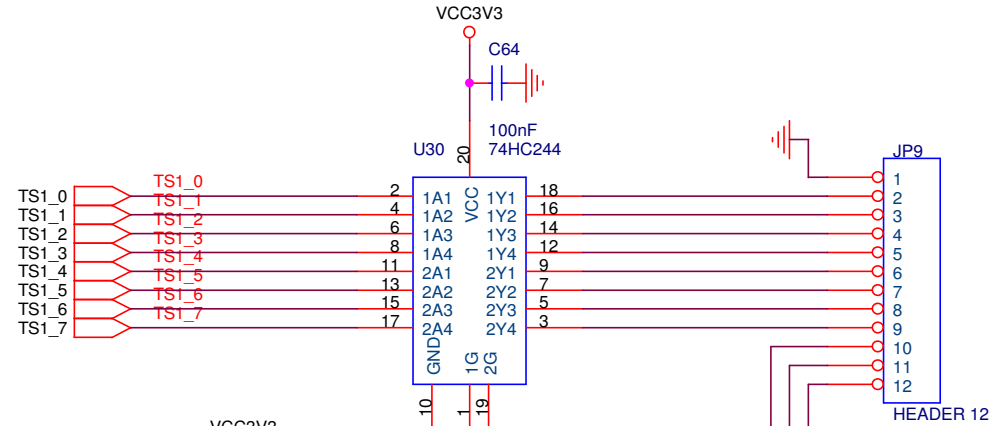 VCC3V3
C64
100nF
U30
20
74HC244
JP9
TS1_0 TS1_0 2 1A1 VCC 1Y1 18 1
TS1_1 TS1_1 4 1A2 1Y2 16 2
TS1_2 TS1_2 6 1A3 1Y3 14 3
TS1_3 TS1_3 8 1A4 1Y4 12 4
TS1_4 TS1_4 11 2A1 2Y1 9 5
TS1_5 TS1_5 13 2A2 2Y2 7 6
TS1_6 TS1_6 15 2A3 2Y3 5 7
TS1_7 TS1_7 17 2A4 2Y4 3 8
9
10
11
12
GND 1G 2G
10 1 19
HEADER 12
VCC3V3